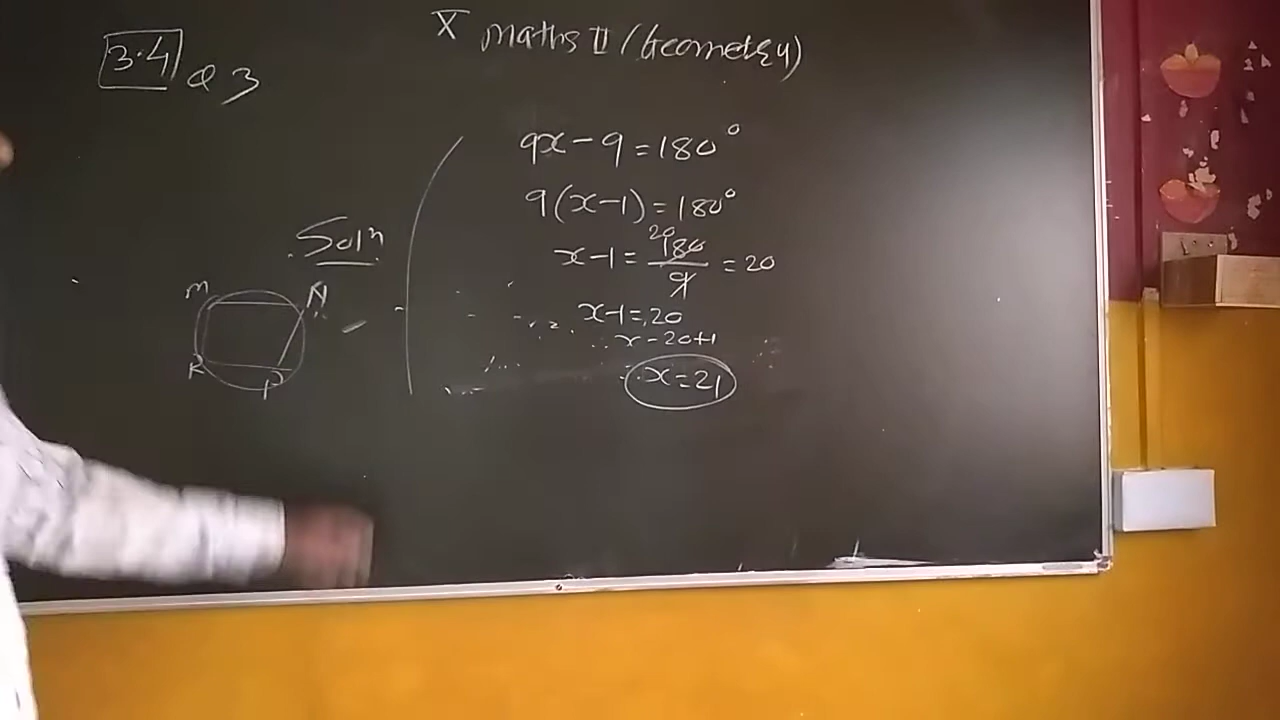 X maths II / Geometry)
3.4 Q 3
9x - 9 = 180°
9(x-1) = 180°
x-1 = 180/9 = 20
20
x-1 = 20
x = 20+1
x = 21
Soln
M N
R P